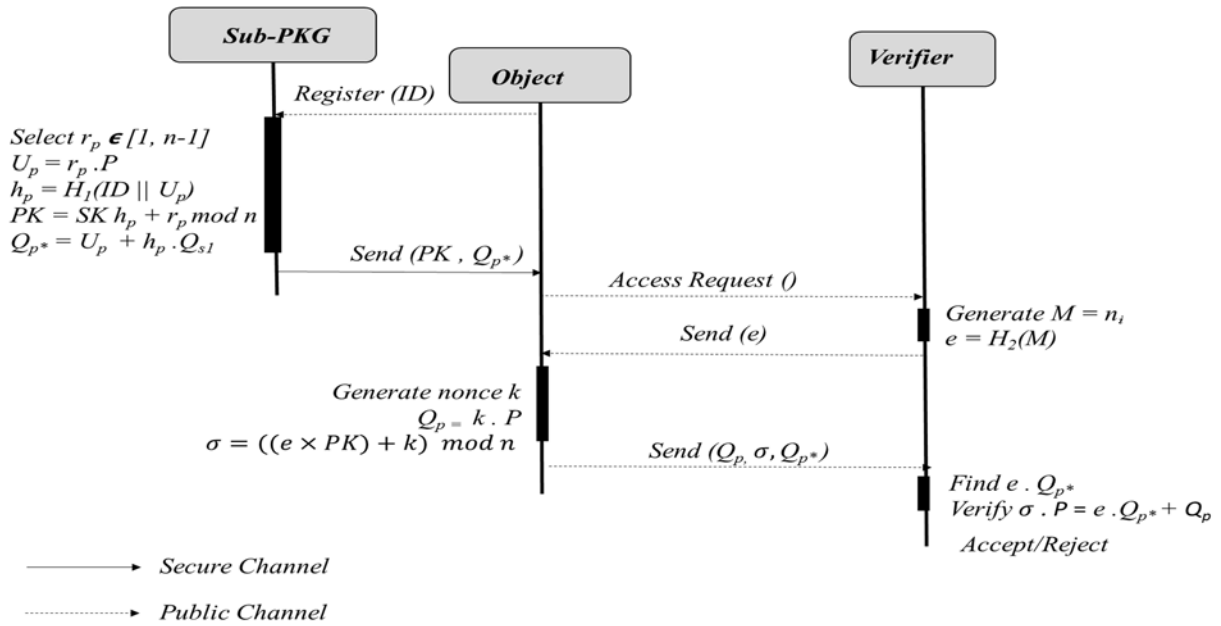 Sub-PKG
Object
Verifier
Register (ID)
Select r_p ϵ [1, n-1]
U_p = r_p .P
h_p = H_1(ID || U_p)
PK = SK h_p + r_p mod n
Q_p* = U_p + h_p .Q_s1
Send (PK , Q_p*)
Access Request ()
Generate M = n_i
e = H_2(M)
Send (e)
Generate nonce k
Q_p = k . P
σ = ((e × PK) + k) mod n
Send (Q_p, σ, Q_p*)
Find e . Q_p*
Verify σ . P = e . Q_p* + Q_p
Accept/Reject
Secure Channel
Public Channel